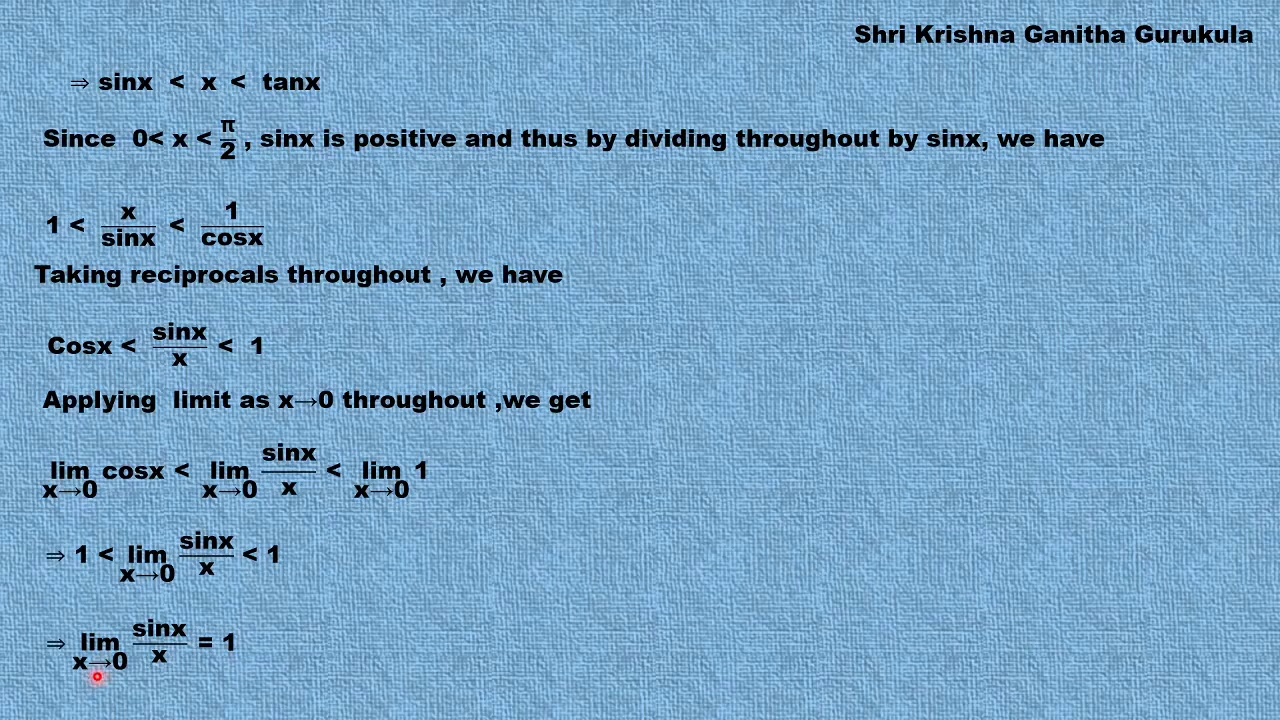 Shri Krishna Ganitha Gurukula
⇒ sinx < x < tanx
Since 0< x < π/2 , sinx is positive and thus by dividing throughout by sinx, we have
1 < x/sinx < 1/cosx
Taking reciprocals throughout , we have
Cosx < sinx/x < 1
Applying limit as x→0 throughout ,we get
lim x→0 cosx < lim x→0 sinx/x < lim x→0 1
⇒ 1 < lim x→0 sinx/x < 1
⇒ lim x→0 sinx/x = 1